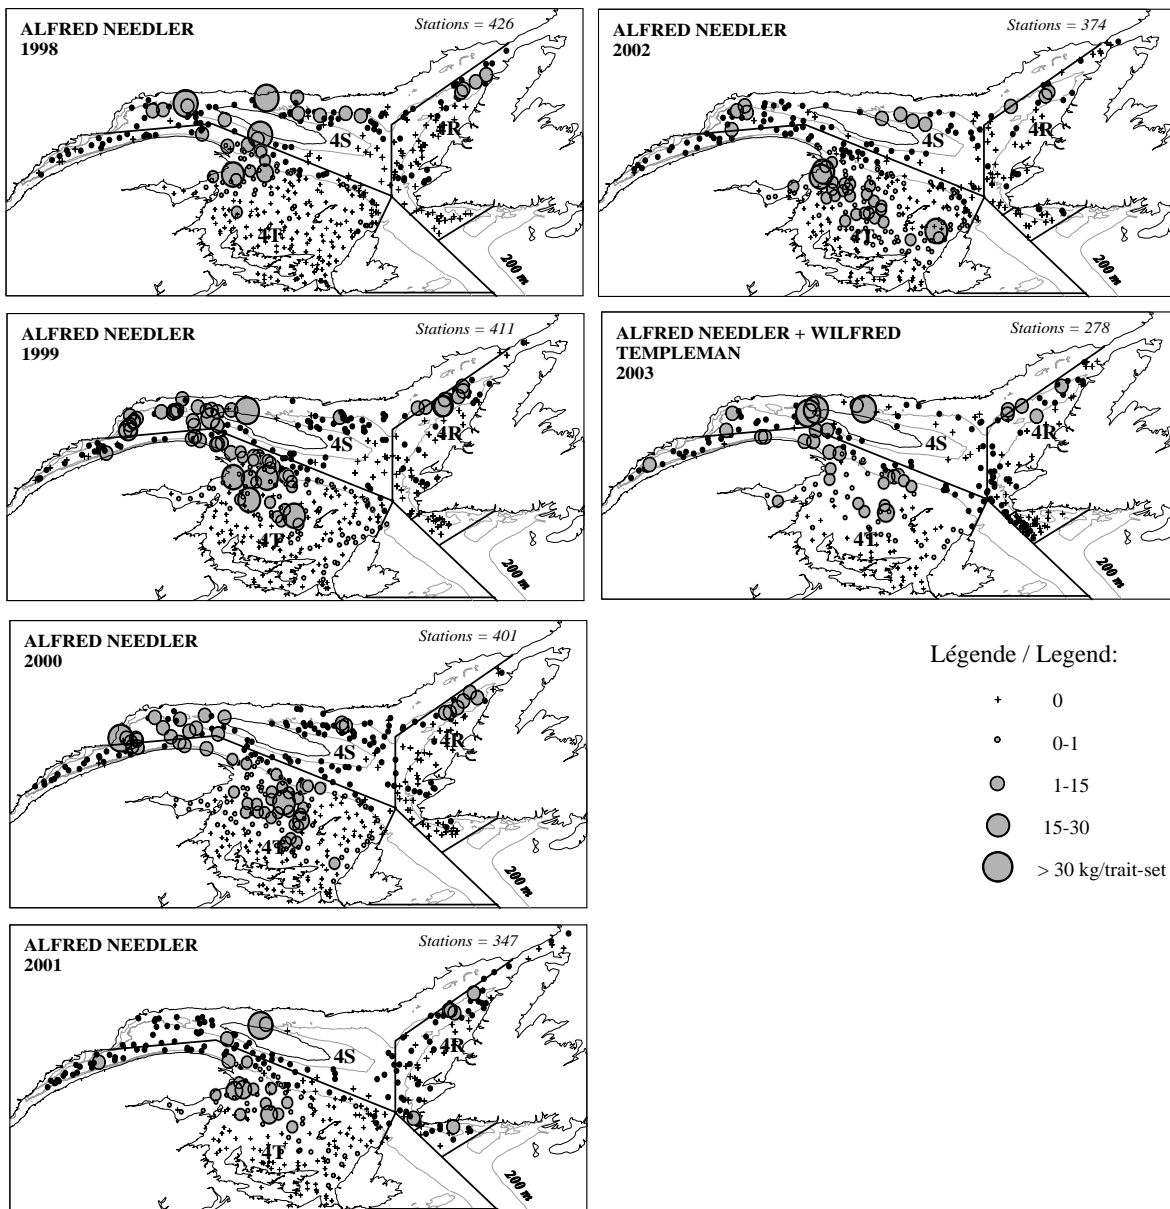 ALFRED NEEDLER
1998
Stations = 426
4S
4R
4T
200 m
ALFRED NEEDLER
1999
Stations = 411
4S
4R
4T
200 m
ALFRED NEEDLER
2000
Stations = 401
4S
4R
4T
200 m
ALFRED NEEDLER
2001
Stations = 347
4S
4R
4T
200 m
ALFRED NEEDLER
2002
Stations = 374
4S
4R
4T
200 m
ALFRED NEEDLER + WILFRED
TEMPLEMAN
2003
Stations = 278
4S
4R
4T
200 m
Légende / Legend:
0
0-1
1-15
15-30
> 30 kg/trait-set